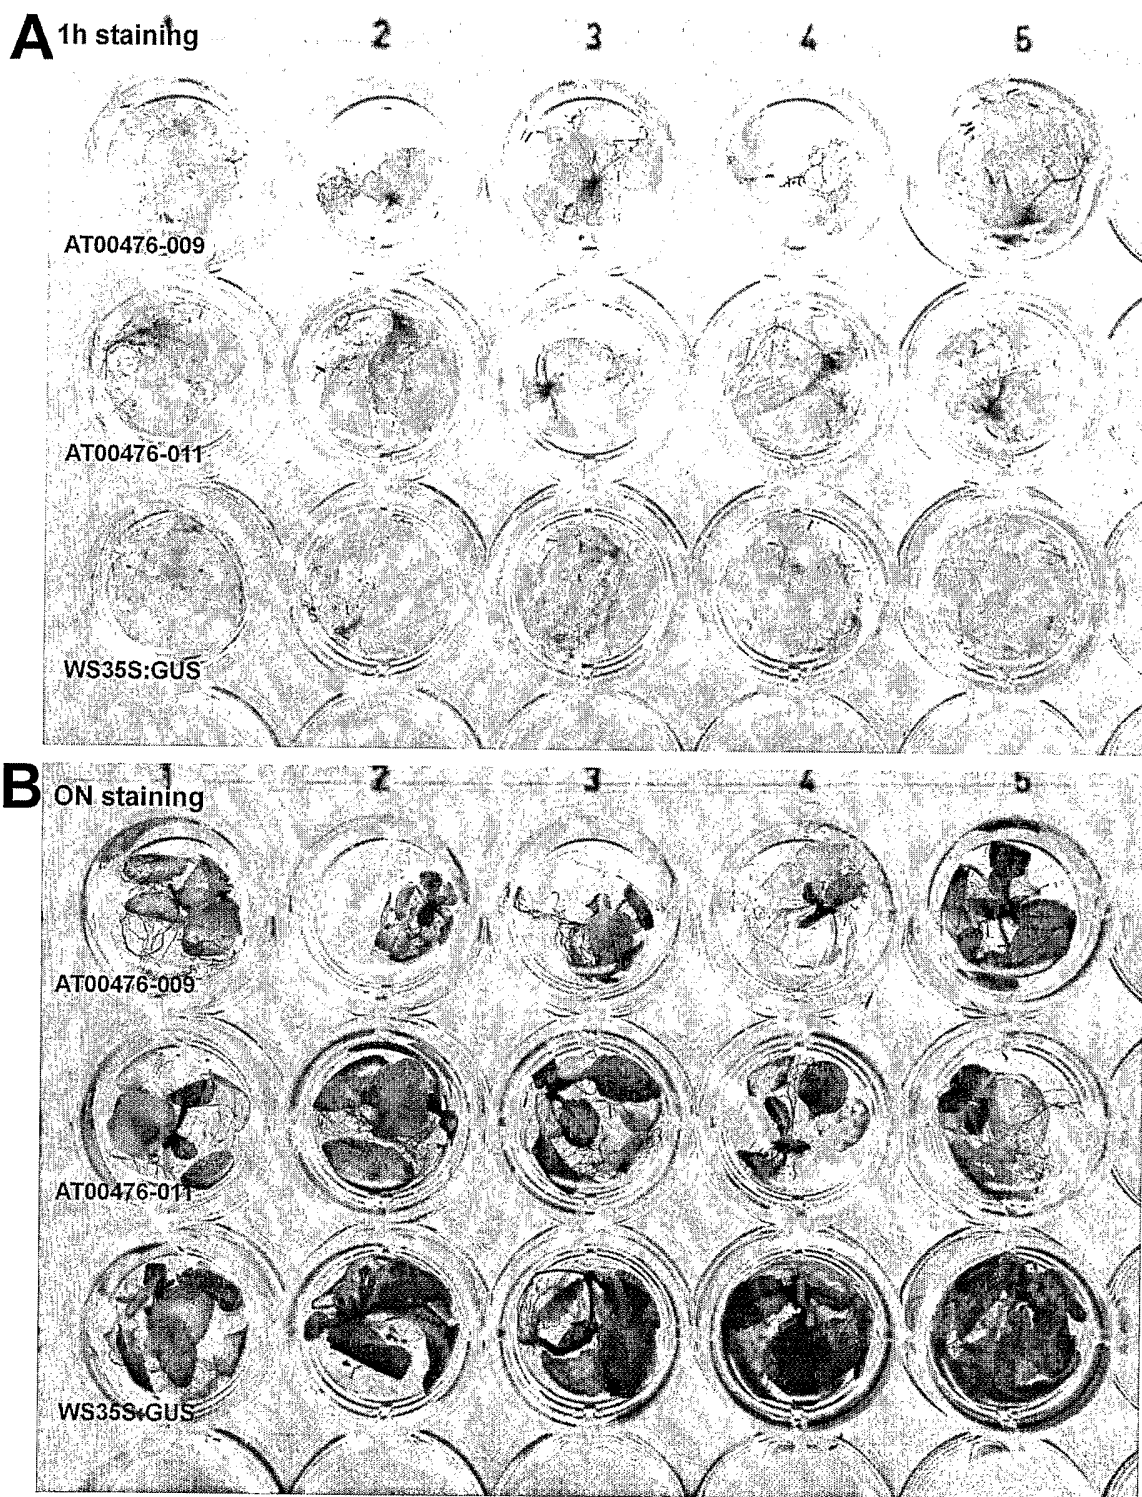 A 1h staining
1 2 3 4 5
AT00476-009
AT00476-011
WS35S:GUS
B ON staining
1 2 3 4 5
AT00476-009
AT00476-011
WS35S:GUS